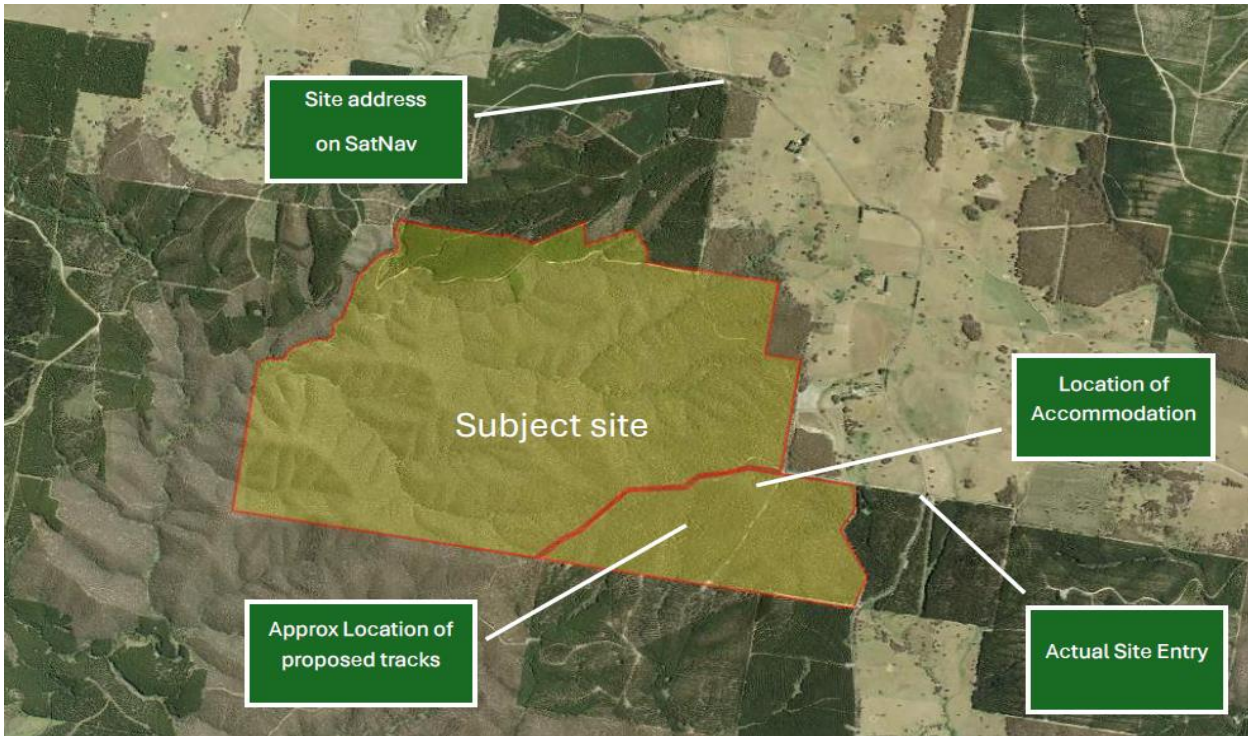 Site address
on SatNav
Subject site
Location of
Accommodation
Approx Location of
proposed tracks
Actual Site Entry